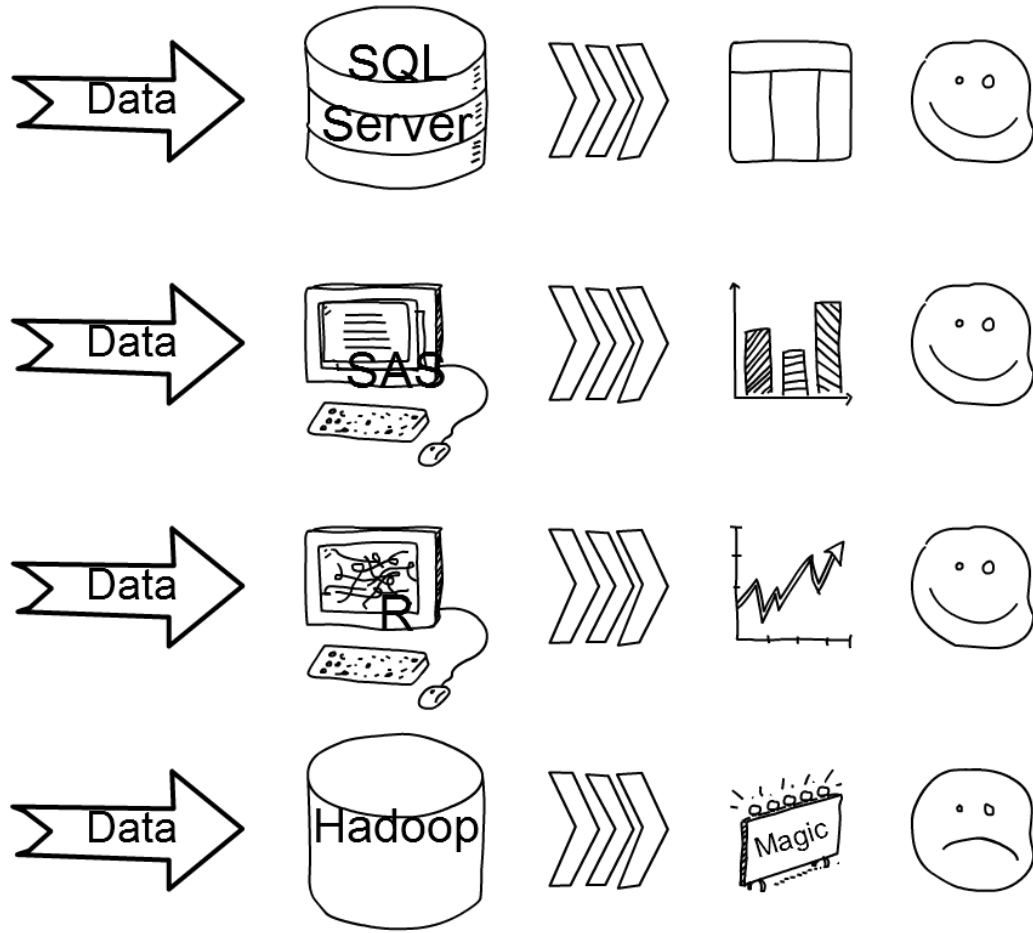 Data
SQL
Server
Data
SAS
Data
R
Data
Hadoop
Magic